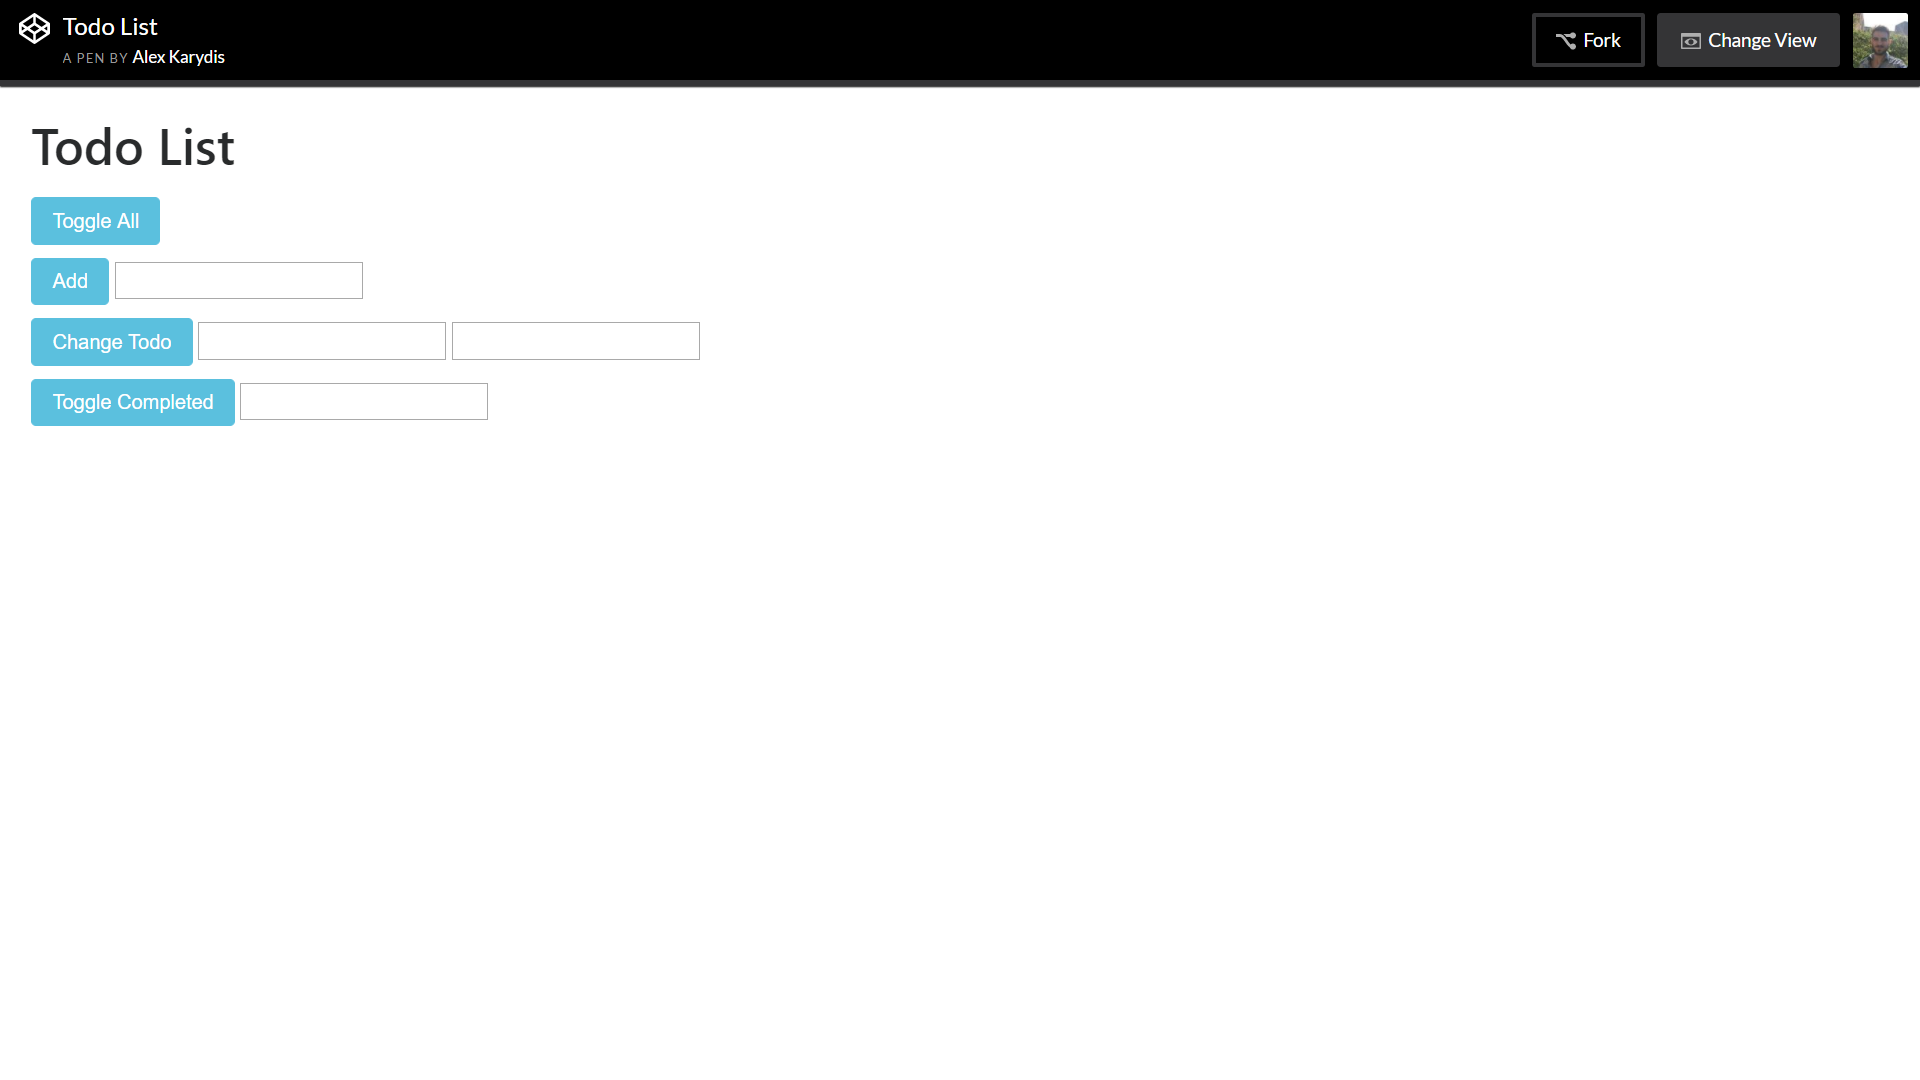 Todo List
A PEN BY Alex Karydis
Fork
Change View
Todo List
Toggle All
Add
Change Todo
Toggle Completed